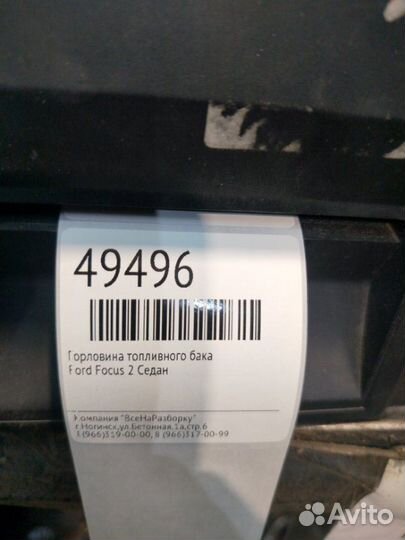 49496
Горловина топливного бака
Ford Focus 2 Седан
Компания "ВсеНаРазборку"
г.Ногинск,ул.Бетонная,1а,стр.6
8 (966)319-00-00, 8 (966)317-00-99
Avito